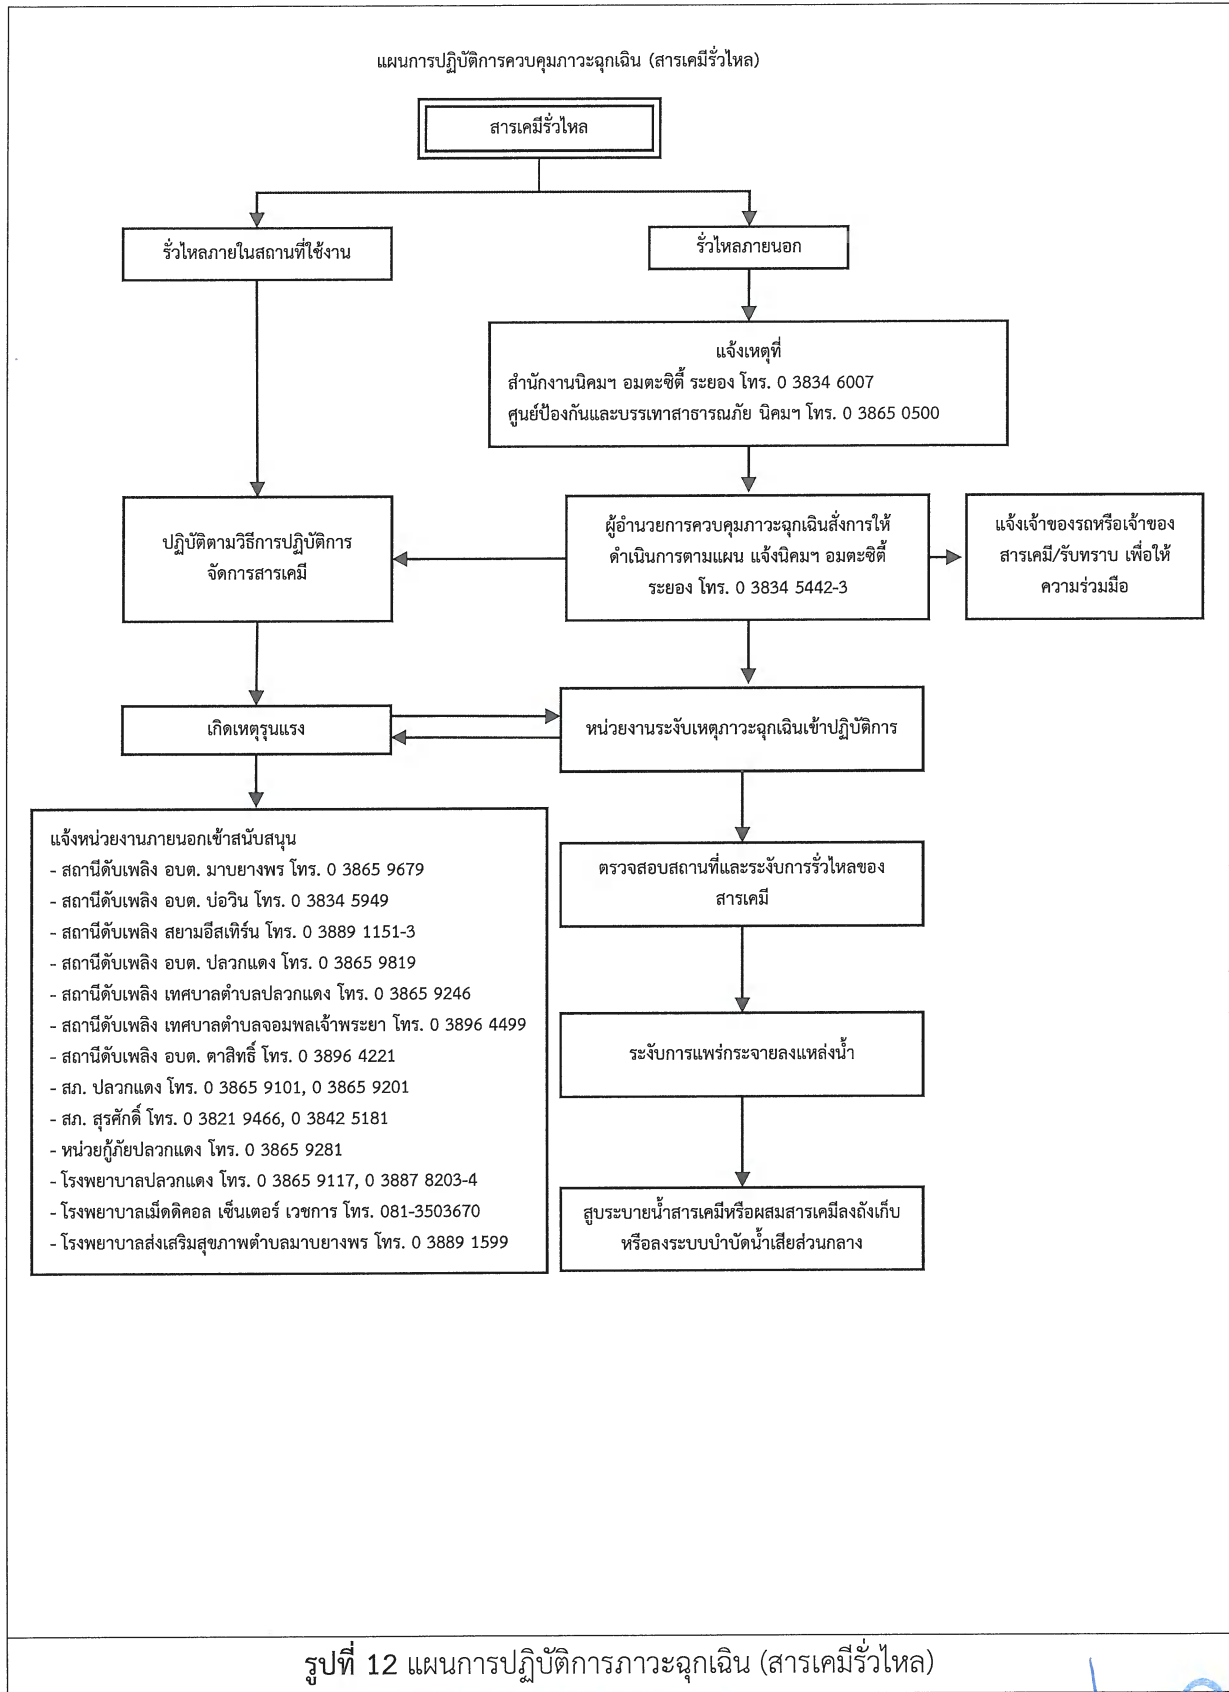 แผนการปฏิบัติการควบคุมภาวะฉุกเฉิน (สารเคมีรั่วไหล)
สารเคมีรั่วไหล
รั่วไหลภายในสถานที่ใช้งาน
รั่วไหลภายนอก
แจ้งเหตุที่
สำนักงานนิคมฯ อมตะซิตี้ ระยอง โทร. 0 3834 6007
ศูนย์ป้องกันและบรรเทาสาธารณภัย นิคมฯ โทร. 0 3865 0500
ปฏิบัติตามวิธีการปฏิบัติการ
จัดการสารเคมี
ผู้อำนวยการควบคุมภาวะฉุกเฉินสั่งการให้
ดำเนินการตามแผน แจ้งนิคมฯ อมตะซิตี้
ระยอง โทร. 0 3834 5442-3
แจ้งเจ้าของรถหรือเจ้าของ
สารเคมี/รับทราบ เพื่อให้
ความร่วมมือ
เกิดเหตุรุนแรง
หน่วยงานระงับเหตุภาวะฉุกเฉินเข้าปฏิบัติการ
แจ้งหน่วยงานภายนอกเข้าสนับสนุน
- สถานีดับเพลิง อบต. มาบยางพร โทร. 0 3865 9679
- สถานีดับเพลิง อบต. บ่อวิน โทร. 0 3834 5949
- สถานีดับเพลิง สยามอีสเทิร์น โทร. 0 3889 1151-3
- สถานีดับเพลิง อบต. ปลวกแดง โทร. 0 3865 9819
- สถานีดับเพลิง เทศบาลตำบลปลวกแดง โทร. 0 3865 9246
- สถานีดับเพลิง เทศบาลตำบลจอมพลเจ้าพระยา โทร. 0 3896 4499
- สถานีดับเพลิง อบต. ตาสิทธิ์ โทร. 0 3896 4221
- สภ. ปลวกแดง โทร. 0 3865 9101, 0 3865 9201
- สภ. สุรศักดิ์ โทร. 0 3821 9466, 0 3842 5181
- หน่วยกู้ภัยปลวกแดง โทร. 0 3865 9281
- โรงพยาบาลปลวกแดง โทร. 0 3865 9117, 0 3887 8203-4
- โรงพยาบาลเม็ดดิคอล เซ็นเตอร์ เวชการ โทร. 081-3503670
- โรงพยาบาลส่งเสริมสุขภาพตำบลมาบยางพร โทร. 0 3889 1599
ตรวจสอบสถานที่และระงับการรั่วไหลของ
สารเคมี
ระงับการแพร่กระจายลงแหล่งน้ำ
สูบระบายน้ำสารเคมีหรือผสมสารเคมีลงถังเก็บ
หรือลงระบบบำบัดน้ำเสียส่วนกลาง
รูปที่ 12 แผนการปฏิบัติการภาวะฉุกเฉิน (สารเคมีรั่วไหล)